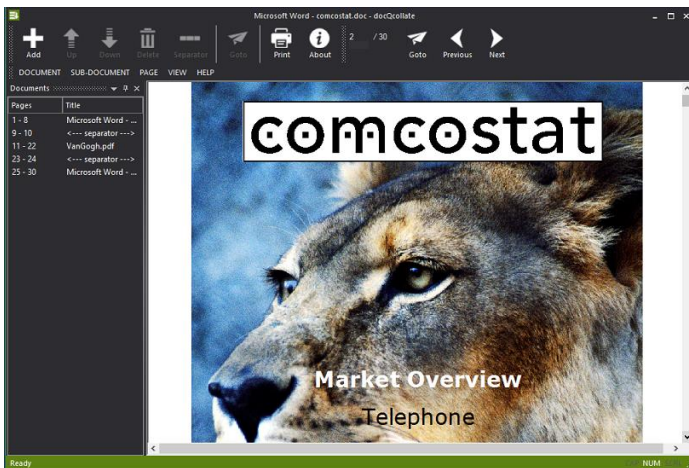 Microsoft Word - comcostat.doc - docQcollate
Add Up Down Delete Separator Goto Print About 2 / 30 Goto Previous Next
DOCUMENT SUB-DOCUMENT PAGE VIEW HELP
Documents
Pages Title
1 - 8 Microsoft Word - ...
9 - 10 <--- separator --->
11 - 22 VanGogh.pdf
23 - 24 <--- separator --->
25 - 30 Microsoft Word - ...
comcostat
Market Overview
Telephone
Ready NUM